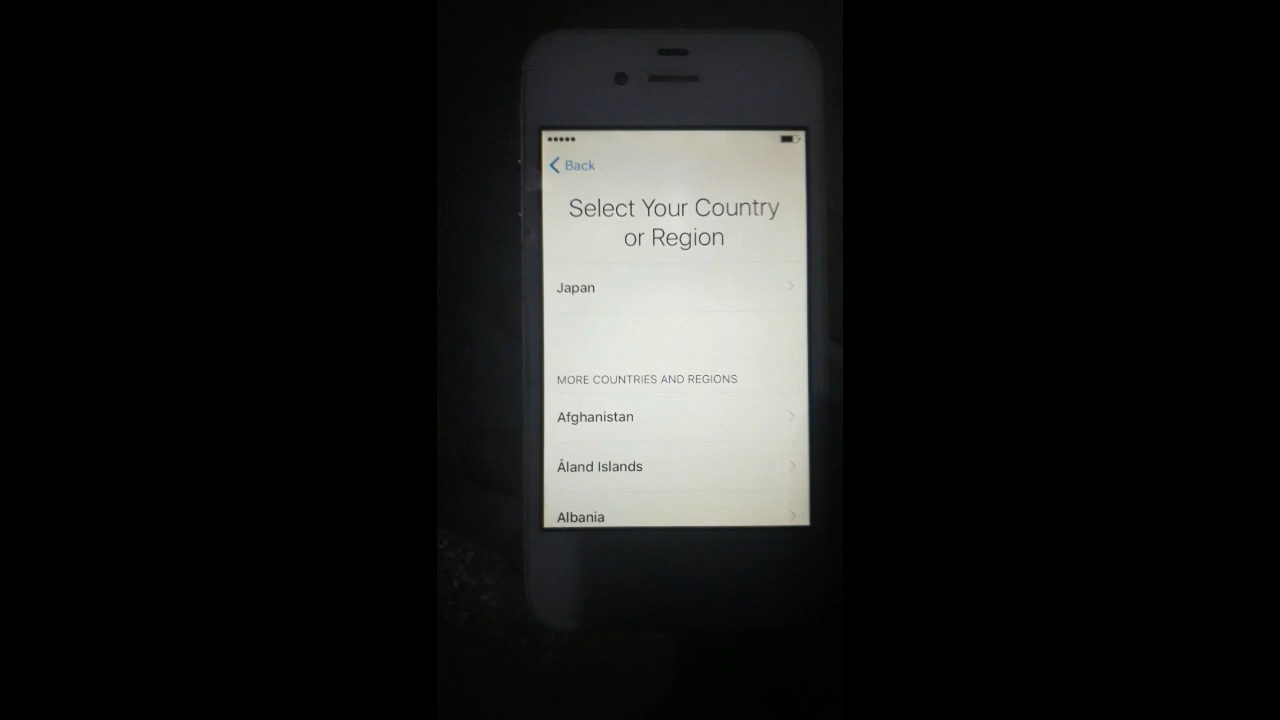 Back
Select Your Country
or Region
Japan
MORE COUNTRIES AND REGIONS
Afghanistan
Åland Islands
Albania